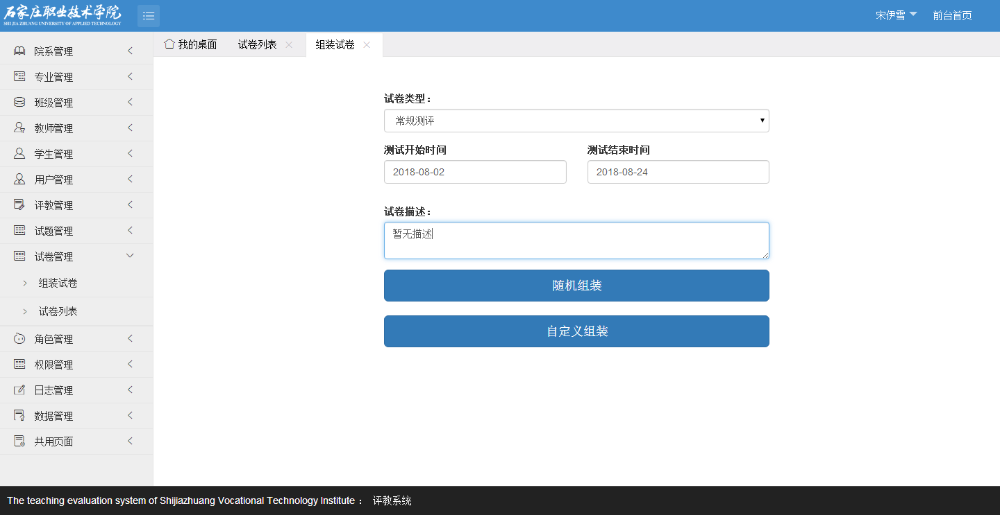 石家庄职业技术学院
SHI JIA ZHUANG UNIVERSITY OF APPLIED TECHNOLOGY
宋伊雪
前台首页
院系管理
专业管理
班级管理
教师管理
学生管理
用户管理
评教管理
试题管理
试卷管理
组装试卷
试卷列表
角色管理
权限管理
日志管理
数据管理
共用页面
我的桌面
试卷列表
组装试卷
试卷类型：
常规测评
测试开始时间
测试结束时间
2018-08-02
2018-08-24
试卷描述：
暂无描述
随机组装
自定义组装
The teaching evaluation system of Shijiazhuang Vocational Technology Institute： 评教系统